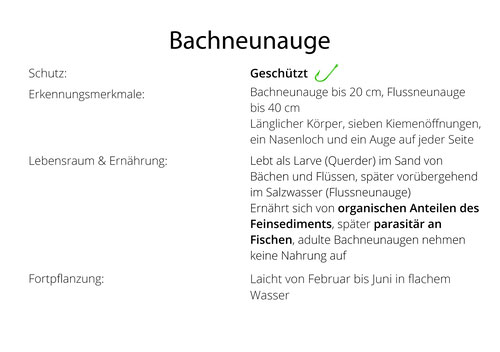 Bachneunauge
Schutz: Geschützt
Erkennungsmerkmale: Bachneunauge bis 20 cm, Flussneunauge
bis 40 cm
Länglicher Körper, sieben Kiemenöffnungen,
ein Nasenloch und ein Auge auf jeder Seite
Lebensraum & Ernährung: Lebt als Larve (Querder) im Sand von
Bächen und Flüssen, später vorübergehend
im Salzwasser (Flussneunauge)
Ernährt sich von organischen Anteilen des
Feinsediments, später parasitär an
Fischen, adulte Bachneunaugen nehmen
keine Nahrung auf
Fortpflanzung: Laicht von Februar bis Juni in flachem
Wasser